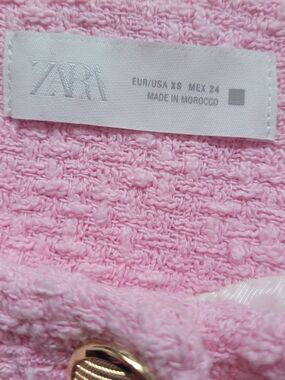 ZARA
EUR/USA XS MEX 24
MADE IN MOROCCO